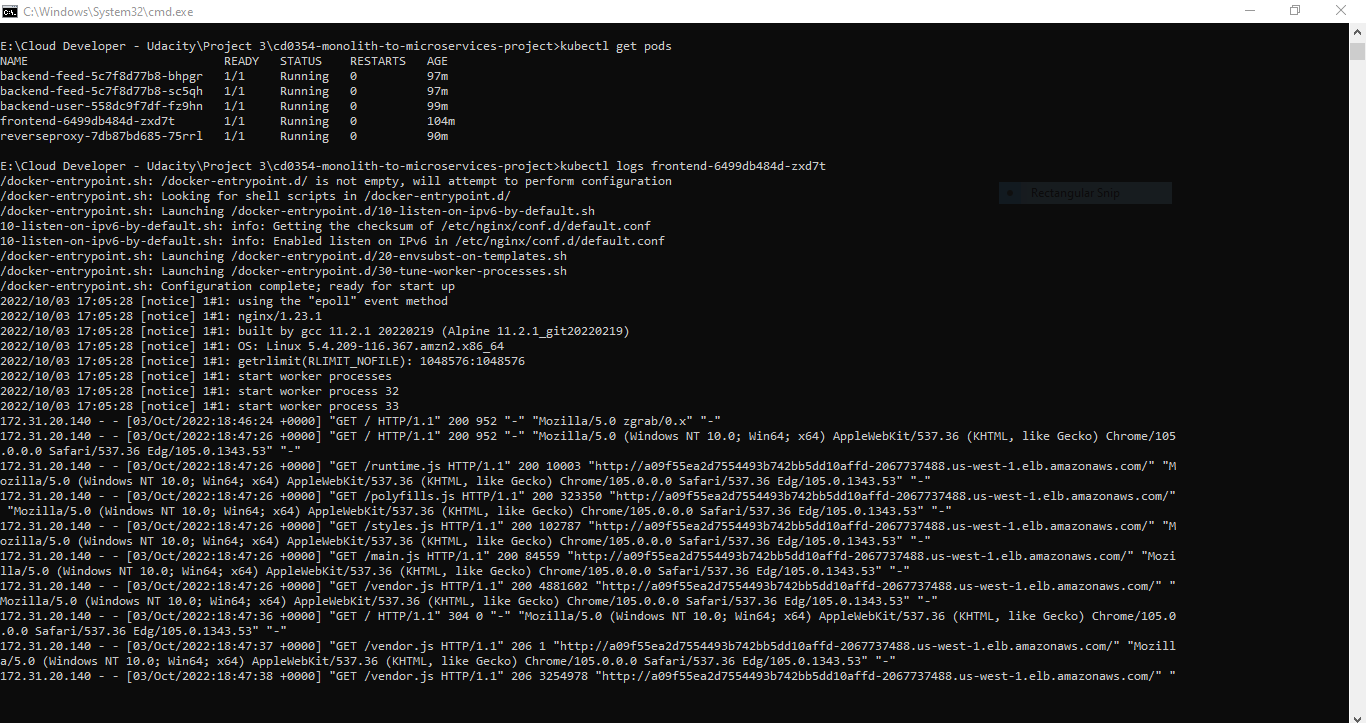 C:\Windows\System32\cmd.exe
E:\Cloud Developer - Udacity\Project 3\cd0354-monolith-to-microservices-project>kubectl get pods
NAME READY STATUS RESTARTS AGE
backend-feed-5c7f8d77b8-bhpgr 1/1 Running 0 97m
backend-feed-5c7f8d77b8-sc5qh 1/1 Running 0 97m
backend-user-558dc9f7df-fz9hn 1/1 Running 0 99m
frontend-6499db484d-zxd7t 1/1 Running 0 104m
reverseproxy-7db87bd685-75rrl 1/1 Running 0 90m
E:\Cloud Developer - Udacity\Project 3\cd0354-monolith-to-microservices-project>kubectl logs frontend-6499db484d-zxd7t
/docker-entrypoint.sh: /docker-entrypoint.d/ is not empty, will attempt to perform configuration
/docker-entrypoint.sh: Looking for shell scripts in /docker-entrypoint.d/
Rectangular Snip
/docker-entrypoint.sh: Launching /docker-entrypoint.d/10-listen-on-ipv6-by-default.sh
10-listen-on-ipv6-by-default.sh: info: Getting the checksum of /etc/nginx/conf.d/default.conf
10-listen-on-ipv6-by-default.sh: info: Enabled listen on IPv6 in /etc/nginx/conf.d/default.conf
/docker-entrypoint.sh: Launching /docker-entrypoint.d/20-envsubst-on-templates.sh
/docker-entrypoint.sh: Launching /docker-entrypoint.d/30-tune-worker-processes.sh
/docker-entrypoint.sh: Configuration complete; ready for start up
2022/10/03 17:05:28 [notice] 1#1: using the "epoll" event method
2022/10/03 17:05:28 [notice] 1#1: nginx/1.23.1
2022/10/03 17:05:28 [notice] 1#1: built by gcc 11.2.1 20220219 (Alpine 11.2.1_git20220219)
2022/10/03 17:05:28 [notice] 1#1: OS: Linux 5.4.209-116.367.amzn2.x86_64
2022/10/03 17:05:28 [notice] 1#1: getrlimit(RLIMIT_NOFILE): 1048576:1048576
2022/10/03 17:05:28 [notice] 1#1: start worker processes
2022/10/03 17:05:28 [notice] 1#1: start worker process 32
2022/10/03 17:05:28 [notice] 1#1: start worker process 33
172.31.20.140 - - [03/Oct/2022:18:46:24 +0000] "GET / HTTP/1.1" 200 952 "-" "Mozilla/5.0 zgrab/0.x" "-"
172.31.20.140 - - [03/Oct/2022:18:47:26 +0000] "GET / HTTP/1.1" 200 952 "-" "Mozilla/5.0 (Windows NT 10.0; Win64; x64) AppleWebKit/537.36 (KHTML, like Gecko) Chrome/105
.0.0.0 Safari/537.36 Edg/105.0.1343.53" "-"
172.31.20.140 - - [03/Oct/2022:18:47:26 +0000] "GET /runtime.js HTTP/1.1" 200 10003 "http://a09f55ea2d7554493b742bb5dd10affd-2067737488.us-west-1.elb.amazonaws.com/" "M
ozilla/5.0 (Windows NT 10.0; Win64; x64) AppleWebKit/537.36 (KHTML, like Gecko) Chrome/105.0.0.0 Safari/537.36 Edg/105.0.1343.53" "-"
172.31.20.140 - - [03/Oct/2022:18:47:26 +0000] "GET /polyfills.js HTTP/1.1" 200 323350 "http://a09f55ea2d7554493b742bb5dd10affd-2067737488.us-west-1.elb.amazonaws.com/"
"Mozilla/5.0 (Windows NT 10.0; Win64; x64) AppleWebKit/537.36 (KHTML, like Gecko) Chrome/105.0.0.0 Safari/537.36 Edg/105.0.1343.53" "-"
172.31.20.140 - - [03/Oct/2022:18:47:26 +0000] "GET /styles.js HTTP/1.1" 200 102787 "http://a09f55ea2d7554493b742bb5dd10affd-2067737488.us-west-1.elb.amazonaws.com/" "M
ozilla/5.0 (Windows NT 10.0; Win64; x64) AppleWebKit/537.36 (KHTML, like Gecko) Chrome/105.0.0.0 Safari/537.36 Edg/105.0.1343.53" "-"
172.31.20.140 - - [03/Oct/2022:18:47:26 +0000] "GET /main.js HTTP/1.1" 200 84559 "http://a09f55ea2d7554493b742bb5dd10affd-2067737488.us-west-1.elb.amazonaws.com/" "Mozi
lla/5.0 (Windows NT 10.0; Win64; x64) AppleWebKit/537.36 (KHTML, like Gecko) Chrome/105.0.0.0 Safari/537.36 Edg/105.0.1343.53" "-"
172.31.20.140 - - [03/Oct/2022:18:47:26 +0000] "GET /vendor.js HTTP/1.1" 200 4881602 "http://a09f55ea2d7554493b742bb5dd10affd-2067737488.us-west-1.elb.amazonaws.com/" "
Mozilla/5.0 (Windows NT 10.0; Win64; x64) AppleWebKit/537.36 (KHTML, like Gecko) Chrome/105.0.0.0 Safari/537.36 Edg/105.0.1343.53" "-"
172.31.20.140 - - [03/Oct/2022:18:47:36 +0000] "GET / HTTP/1.1" 304 0 "-" "Mozilla/5.0 (Windows NT 10.0; Win64; x64) AppleWebKit/537.36 (KHTML, like Gecko) Chrome/105.0
.0.0 Safari/537.36 Edg/105.0.1343.53" "-"
172.31.20.140 - - [03/Oct/2022:18:47:37 +0000] "GET /vendor.js HTTP/1.1" 206 1 "http://a09f55ea2d7554493b742bb5dd10affd-2067737488.us-west-1.elb.amazonaws.com/" "Mozill
a/5.0 (Windows NT 10.0; Win64; x64) AppleWebKit/537.36 (KHTML, like Gecko) Chrome/105.0.0.0 Safari/537.36 Edg/105.0.1343.53" "-"
172.31.20.140 - - [03/Oct/2022:18:47:38 +0000] "GET /vendor.js HTTP/1.1" 206 3254978 "http://a09f55ea2d7554493b742bb5dd10affd-2067737488.us-west-1.elb.amazonaws.com/" "